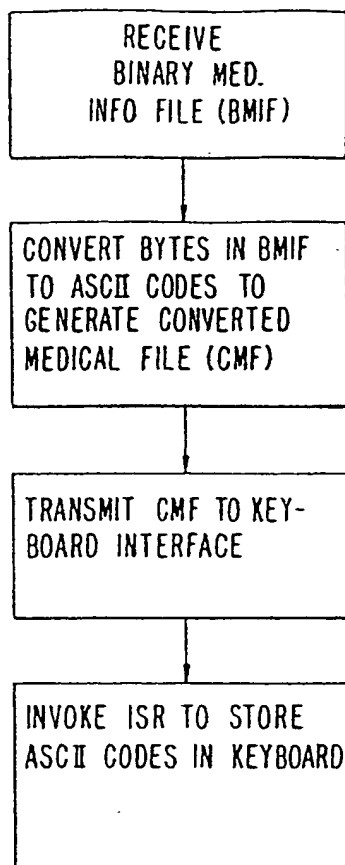 RECEIVE
BINARY MED.
INFO FILE (BMIF)
CONVERT BYTES IN BMIF
TO ASCII CODES TO
GENERATE CONVERTED
MEDICAL FILE (CMF)
TRANSMIT CMF TO KEY-
BOARD INTERFACE
INVOKE ISR TO STORE
ASCII CODES IN KEYBOARD